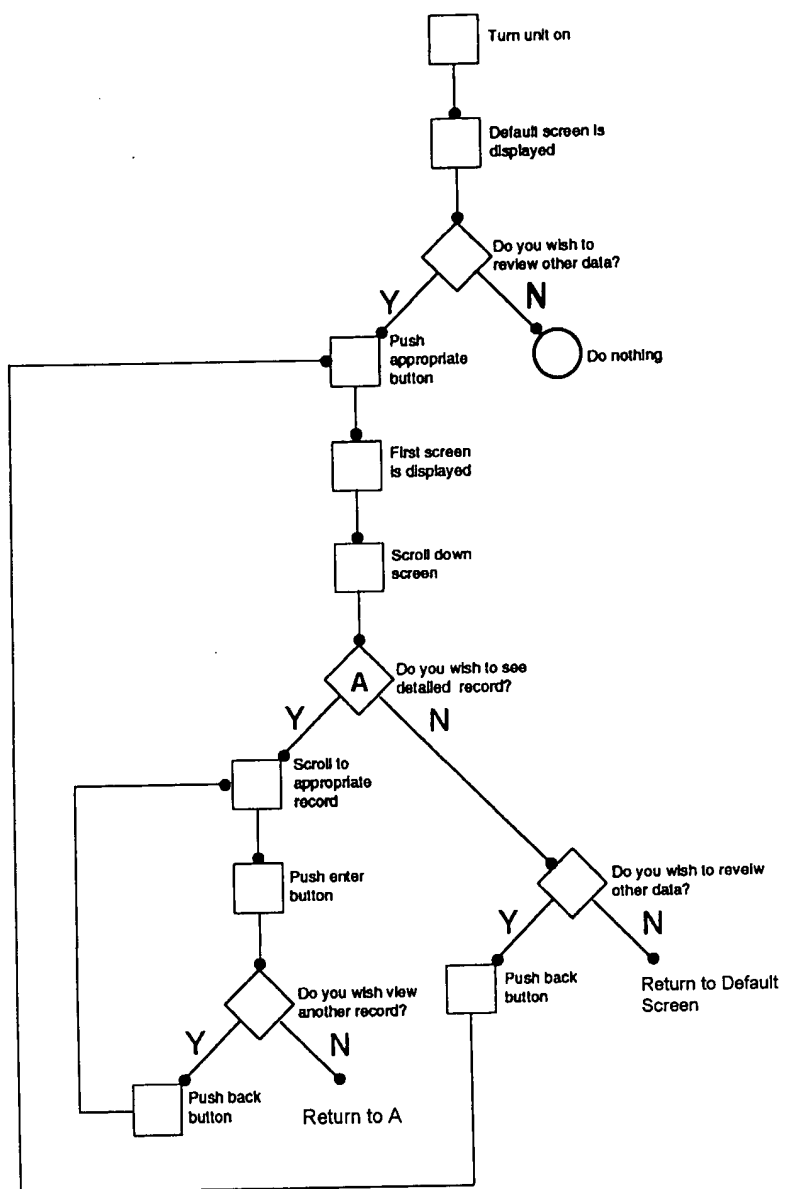 Turn unit on
Default screen is
displayed
Do you wish to
review other data?
Y
N
Push
appropriate
button
Do nothing
First screen
is displayed
Scroll down
screen
A
Do you wish to see
detailed record?
Y
N
Scroll to
appropriate
record
Push enter
button
Do you wish to reveiw
other data?
Y
N
Push back
button
Return to Default
Screen
Do you wish view
another record?
Y
N
Push back
button
Return to A